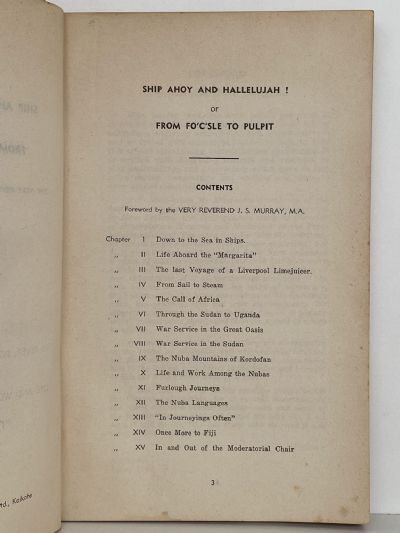 SHIP AHOY AND HALLELUJAH !
or
FROM FO'C'SLE TO PULPIT
CONTENTS
Foreword by the VERY REVEREND J. S. MURRAY, M.A.
Chapter I Down to the Sea in Ships.
„ II Life Aboard the "Margarita"
„ III The last Voyage of a Liverpool Limejuicer.
„ IV From Sail to Steam
„ V The Call of Africa
„ VI Through the Sudan to Uganda
„ VII War Service in the Great Oasis
„ VIII War Service in the Sudan
„ IX The Nuba Mountains of Kordofan
„ X Life and Work Among the Nubas
„ XI Furlough Journeys
„ XII The Nuba Languages
„ XIII "In Journeyings Often"
„ XIV Once More to Fiji
„ XV In and Out of the Moderatorial Chair
3
td., Kaikohe